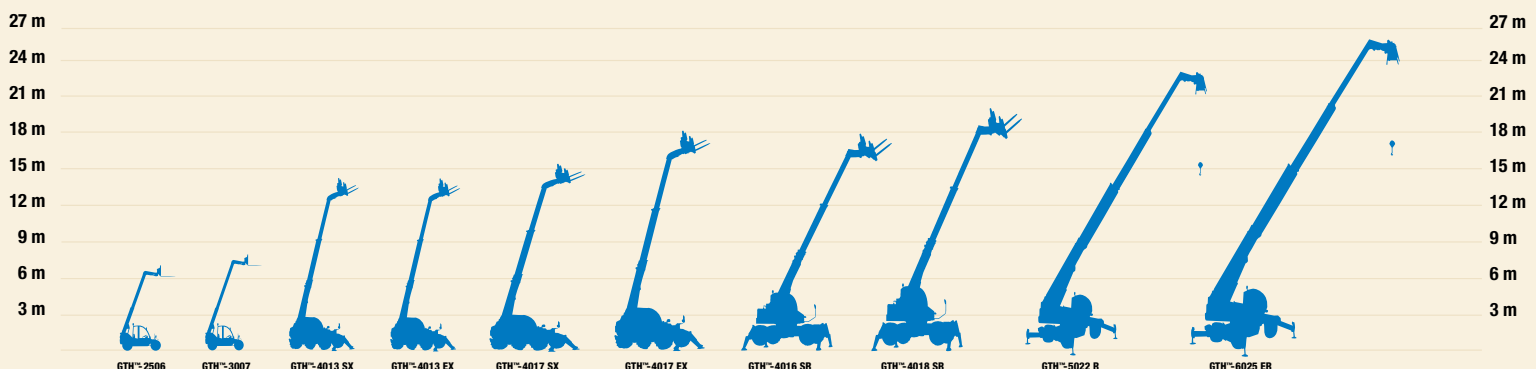 27 m 27 m
24 m 24 m
21 m 21 m
18 m 18 m
15 m 15 m
12 m 12 m
9 m 9 m
6 m 6 m
3 m 3 m
GTH™-2506 GTH™-3007 GTH™-4013 SX GTH™-4013 EX GTH™-4017 SX GTH™-4017 EX GTH™-4016 SR GTH™-4018 SR GTH™-5022 R GTH™-6025 ER